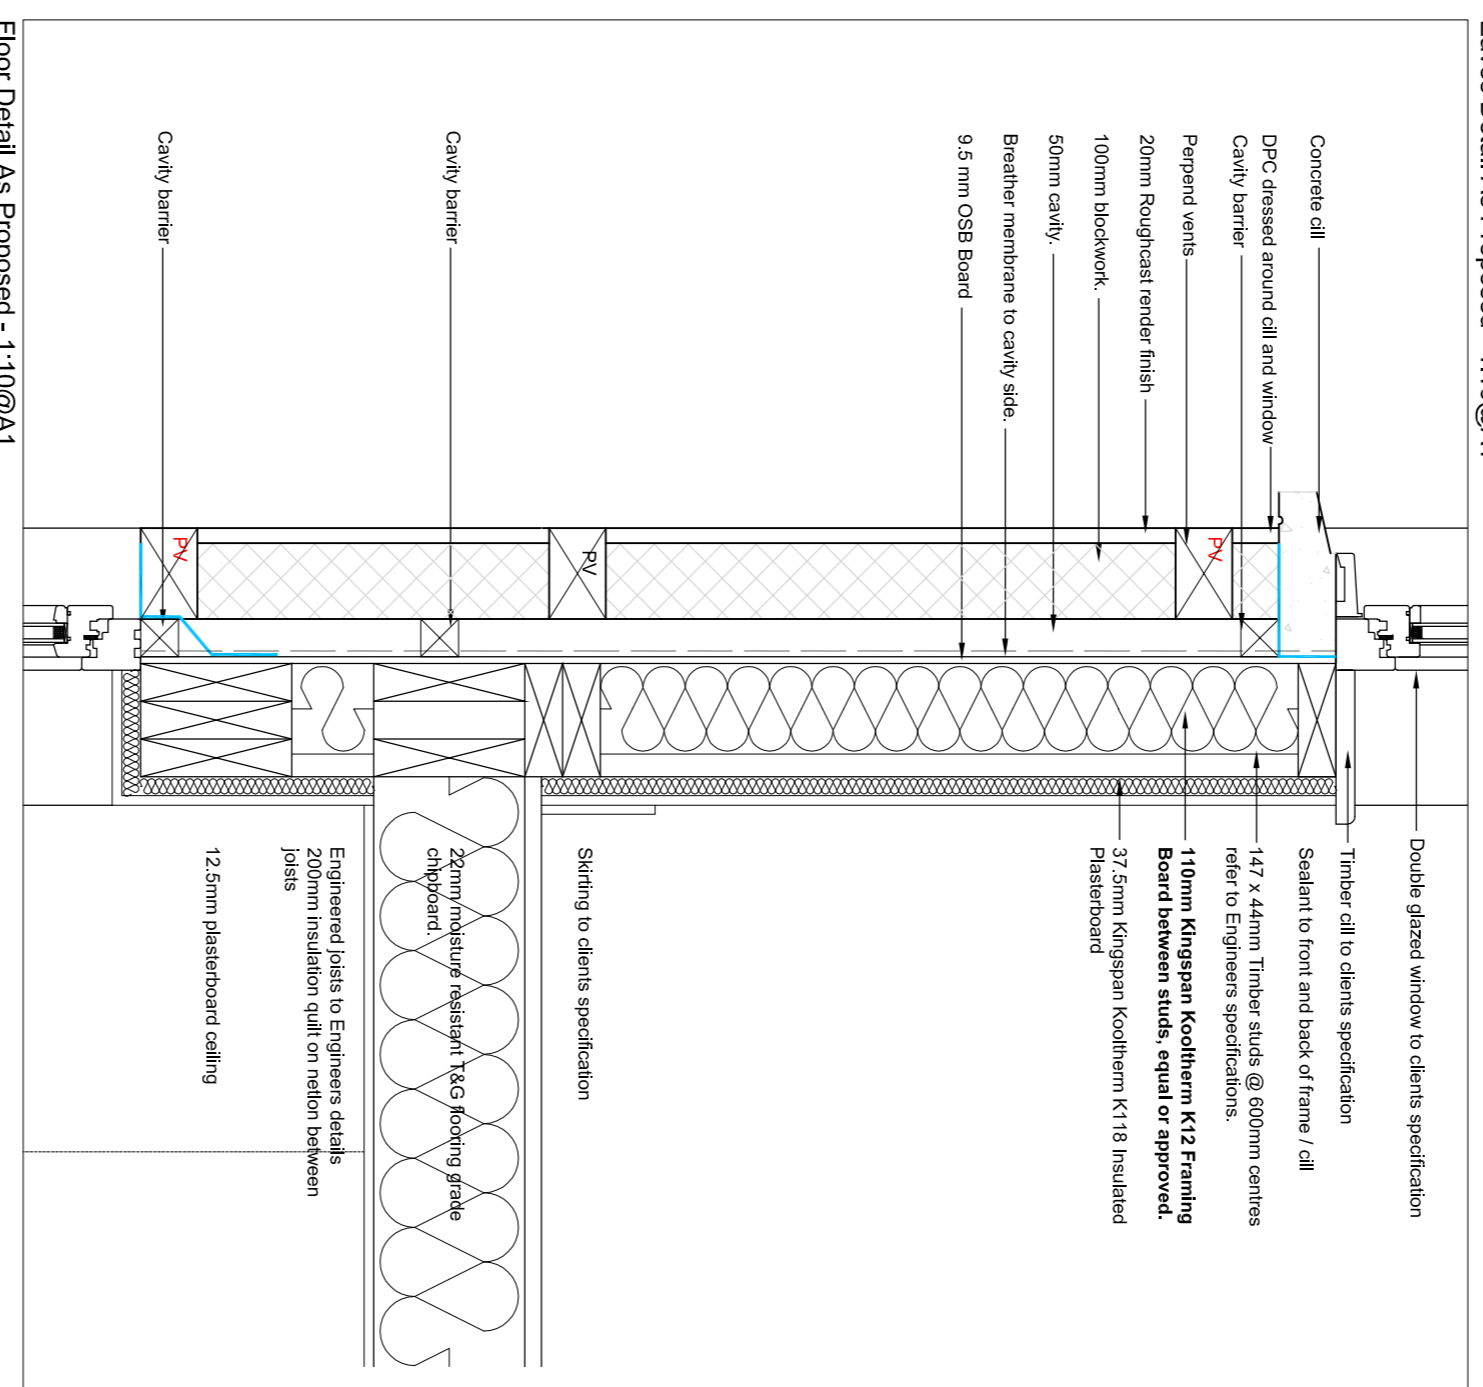 Concrete cill
DPC dressed around cill and window
Cavity barrier
Perpend vents
20mm Roughcast render finish
100mm blockwork.
50mm cavity.
Breather membrane to cavity side.
9.5 mm OSB Board
Cavity barrier
Cavity barrier
PV
PV
PV
Double glazed window to clients specification
Timber cill to clients specification
Sealant to front and back of frame / cill
147 x 44mm Timber studs @ 600mm centres
refer to Engineers specifications.
110mm Kingspan Kooltherm K12 Framing
Board between studs, equal or approved.
37.5mm Kingspan Kooltherm K118 Insulated
Plasterboard
Skirting to clients specification
22mm moisture resistant T&G flooring grade
chipboard.
Engineered joists to Engineers details
200mm insulation quilt on netlon between
joists
12.5mm plasterboard ceiling
Floor Detail As Proposed - 1:10@A1